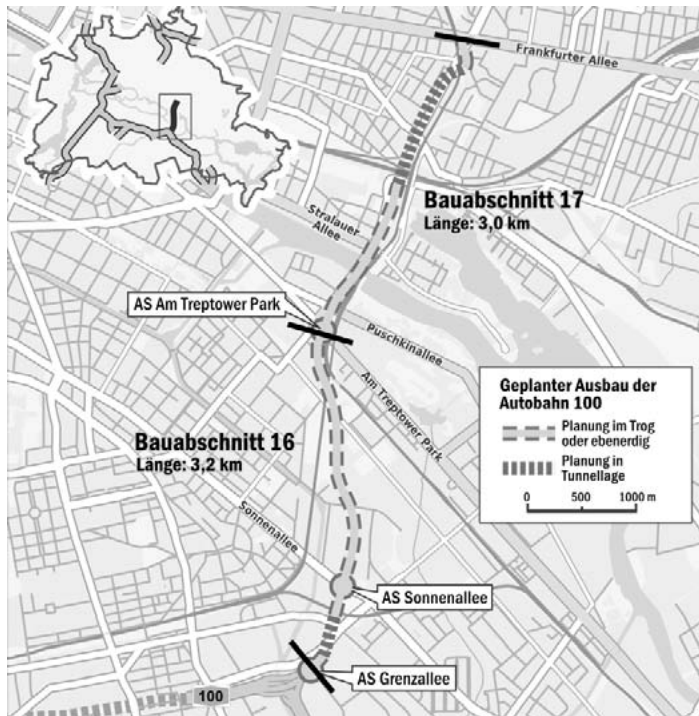 Frankfurter Allee
Bauabschnitt 17
Länge: 3,0 km
Stralauer
Allee
AS Am Treptower Park
Puschkinallee
Am Treptower Park
Geplanter Ausbau der
Autobahn 100
Planung im Trog
oder ebenerdig
Planung in
Tunnellage
0 500 1000 m
Bauabschnitt 16
Länge: 3,2 km
Sonnenallee
AS Sonnenallee
AS Grenzallee
100